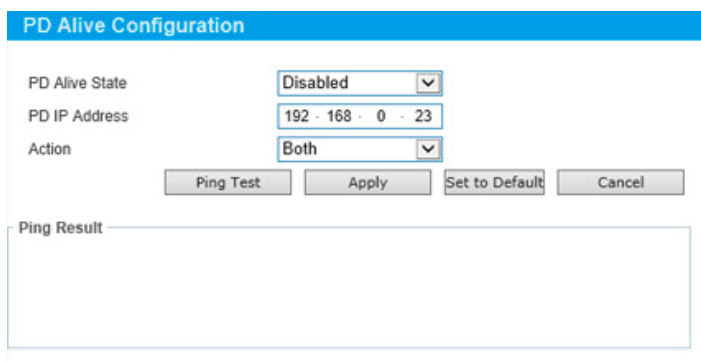 PD Alive Configuration
PD Alive State Disabled
PD IP Address 192 · 168 · 0 · 23
Action Both
Ping Test Apply Set to Default Cancel
Ping Result